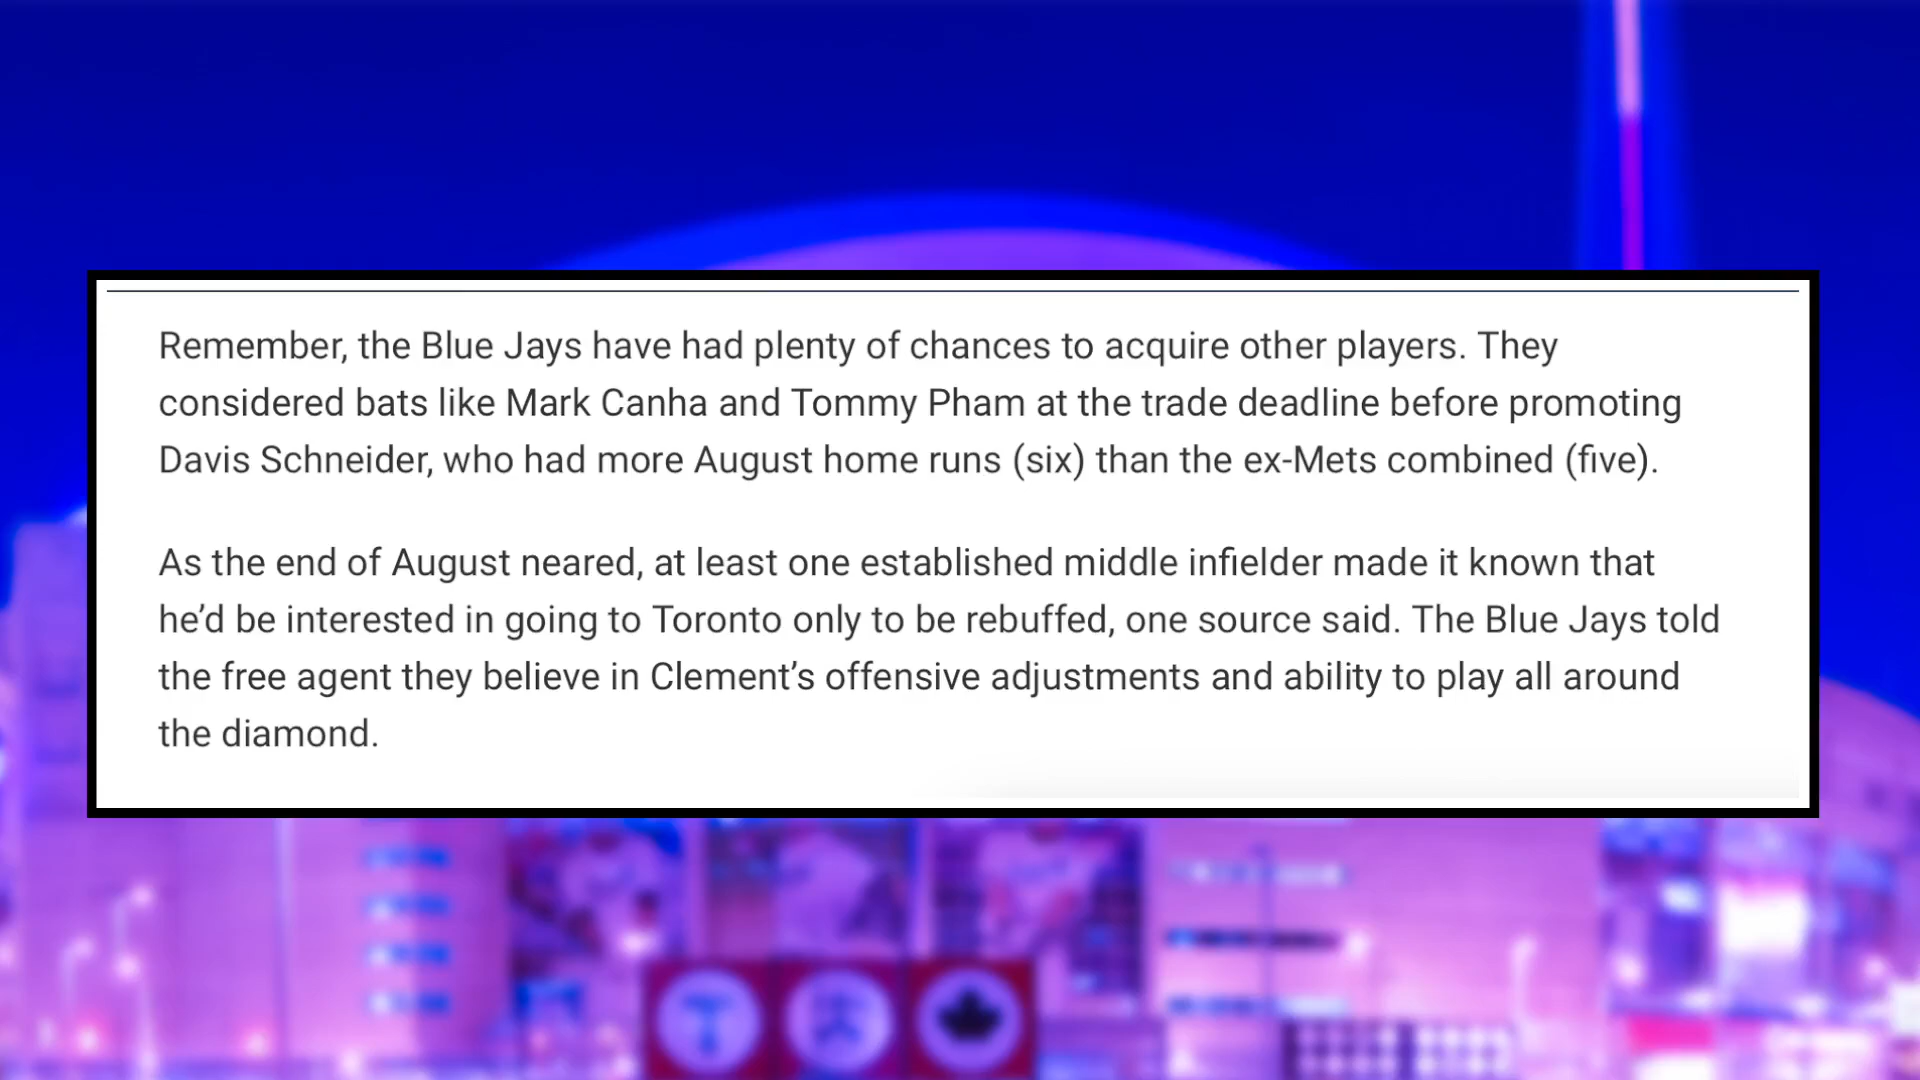 Remember, the Blue Jays have had plenty of chances to acquire other players. They
considered bats like Mark Canha and Tommy Pham at the trade deadline before promoting
Davis Schneider, who had more August home runs (six) than the ex-Mets combined (five).
As the end of August neared, at least one established middle infielder made it known that
he’d be interested in going to Toronto only to be rebuffed, one source said. The Blue Jays told
the free agent they believe in Clement’s offensive adjustments and ability to play all around
the diamond.